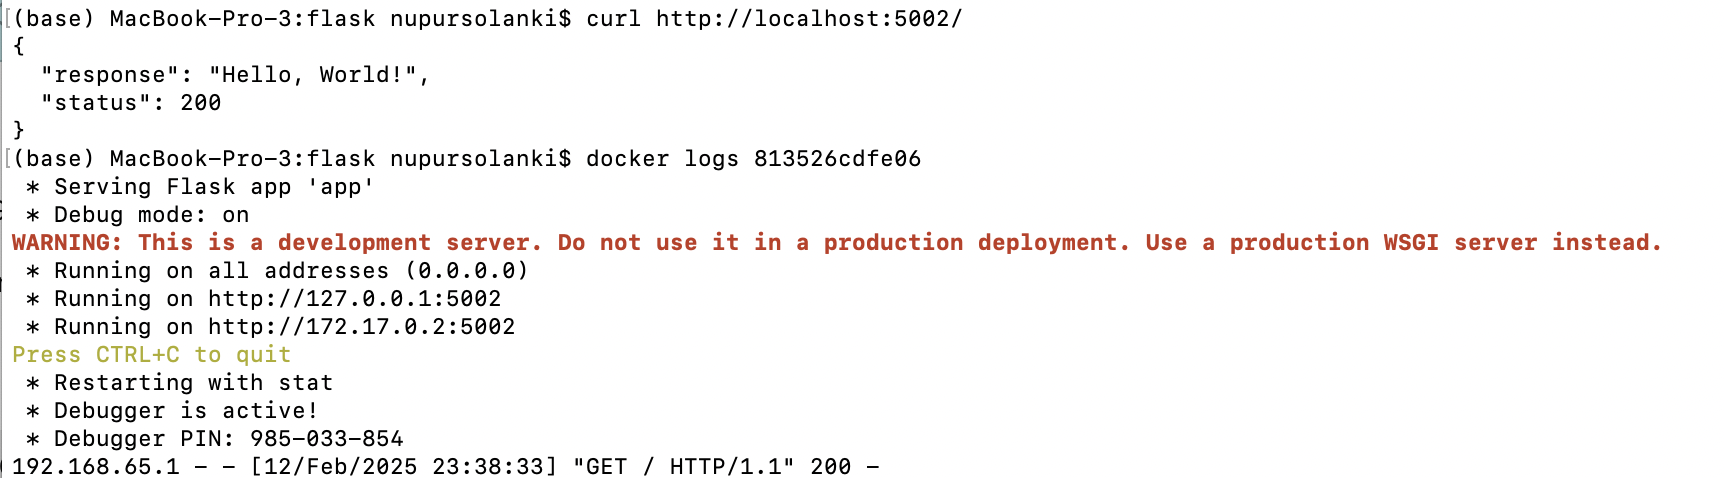 (base) MacBook-Pro-3:flask nupursolanki$ curl http://localhost:5002/
{
  "response": "Hello, World!",
  "status": 200
}
(base) MacBook-Pro-3:flask nupursolanki$ docker logs 813526cdfe06
 * Serving Flask app 'app'
 * Debug mode: on
WARNING: This is a development server. Do not use it in a production deployment. Use a production WSGI server instead.
 * Running on all addresses (0.0.0.0)
 * Running on http://127.0.0.1:5002
 * Running on http://172.17.0.2:5002
Press CTRL+C to quit
 * Restarting with stat
 * Debugger is active!
 * Debugger PIN: 985-033-854
192.168.65.1 - - [12/Feb/2025 23:38:33] "GET / HTTP/1.1" 200 -